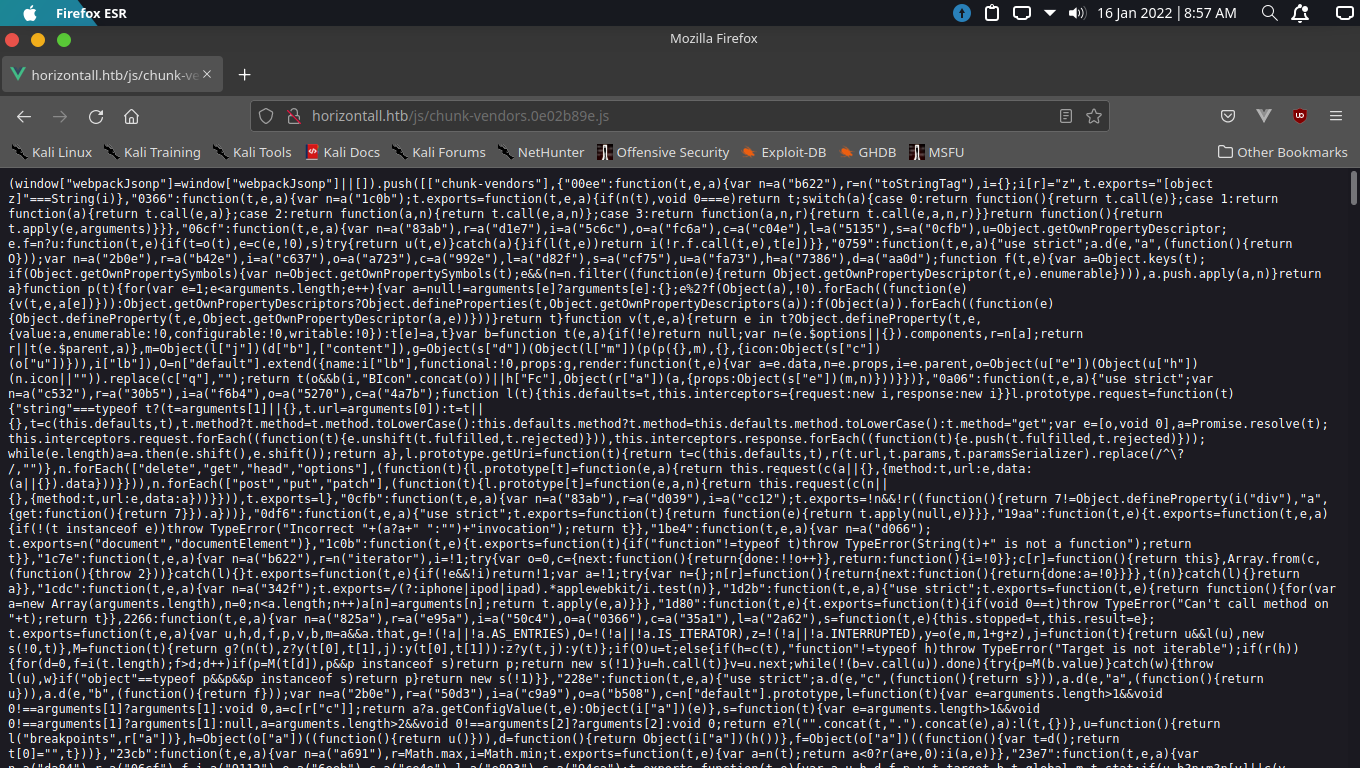 Firefox ESR
16 Jan 2022 | 8:57 AM
Mozilla Firefox
horizontall.htb/js/chunk-ve
horizontall.htb/js/chunk-vendors.0e02b89e.js
Kali Linux Kali Training Kali Tools Kali Docs Kali Forums NetHunter Offensive Security Exploit-DB GHDB MSFU Other Bookmarks
(window["webpackJsonp"]=window["webpackJsonp"]||[]).push([["chunk-vendors"],{"00ee":function(t,e,a){var n=a("b622"),r=n("toStringTag"),i={};i[r]="z",t.exports="[object
z]"===String(i)},"0366":function(t,e,a){var n=a("1c0b");t.exports=function(t,e,a){if(n(t),void 0===e)return t;switch(a){case 0:return function(){return t.call(e)};case 1:return
function(a){return t.call(e,a)};case 2:return function(a,n){return t.call(e,a,n)};case 3:return function(a,n,r){return t.call(e,a,n,r)}}return function(){return
t.apply(e,arguments)}}},"06cf":function(t,e,a){var n=a("83ab"),r=a("d1e7"),i=a("5c6c"),o=a("fc6a"),c=a("c04e"),l=a("5135"),s=a("0cfb"),u=Object.getOwnPropertyDescriptor;
e.f=n?u:function(t,e){if(t=o(t),e=c(e,!0),s)try{return u(t,e)}catch(a){}if(l(t,e))return i(!r.f.call(t,e),t[e])}},"0759":function(t,e,a){"use strict";a.d(e,"a",(function(){return
O}));var n=a("2b0e"),r=a("b42e"),i=a("c637"),o=a("a723"),c=a("992e"),l=a("d82f"),s=a("cf75"),u=a("fa73"),h=a("7386"),d=a("aa0d");function f(t,e){var a=Object.keys(t);
if(Object.getOwnPropertySymbols){var n=Object.getOwnPropertySymbols(t);e&&(n=n.filter((function(e){return Object.getOwnPropertyDescriptor(t,e).enumerable}))),a.push.apply(a,n)}return
a}function p(t){for(var e=1;e<arguments.length;e++){var a=null!=arguments[e]?arguments[e]:{};e%2?f(Object(a),!0).forEach((function(e)
{v(t,e,a[e])})):Object.getOwnPropertyDescriptors?Object.defineProperties(t,Object.getOwnPropertyDescriptors(a)):f(Object(a)).forEach((function(e)
{Object.defineProperty(t,e,Object.getOwnPropertyDescriptor(a,e))}))}return t}function v(t,e,a){return e in t?Object.defineProperty(t,e,
{value:a,enumerable:!0,configurable:!0,writable:!0}):t[e]=a,t}var b=function t(e,a){if(!e)return null;var n=(e.$options||{}).components,r=n[a];return
r||t(e.$parent,a)},m=Object(l["j"])(d["b"],["content"]),g=Object(s["d"])(Object(l["m"])(p(p({},m),{},{icon:Object(s["c"])
(o["u"])})),i["lb"]),O=n["default"].extend({name:i["lb"],functional:!0,props:g,render:function(t,e){var a=e.data,n=e.props,i=e.parent,o=Object(u["e"])(Object(u["h"])
(n.icon||"")).replace(c["q"],"");return t(o&&b(i,"BIcon".concat(o))||h["Fc"],Object(r["a"])(a,{props:Object(s["e"])(m,n)}))}})},"0a06":function(t,e,a){"use strict";var
n=a("c532"),r=a("30b5"),i=a("f6b4"),o=a("5270"),c=a("4a7b");function l(t){this.defaults=t,this.interceptors={request:new i,response:new i}}l.prototype.request=function(t)
{"string"===typeof t?(t=arguments[1]||{},t.url=arguments[0]):t=t||
{},t=c(this.defaults,t),t.method?t.method=t.method.toLowerCase():this.defaults.method?t.method=this.defaults.method.toLowerCase():t.method="get";var e=[o,void 0],a=Promise.resolve(t);
this.interceptors.request.forEach((function(t){e.unshift(t.fulfilled,t.rejected)})),this.interceptors.response.forEach((function(t){e.push(t.fulfilled,t.rejected)}));
while(e.length)a=a.then(e.shift(),e.shift());return a},l.prototype.getUri=function(t){return t=c(this.defaults,t),r(t.url,t.params,t.paramsSerializer).replace(/^\?
/,"")},n.forEach(["delete","get","head","options"],(function(t){l.prototype[t]=function(e,a){return this.request(c(a||{},{method:t,url:e,data:
(a||{}).data}))}})),n.forEach(["post","put","patch"],(function(t){l.prototype[t]=function(e,a,n){return this.request(c(n||
{},{method:t,url:e,data:a}))}})),t.exports=l},"0cfb":function(t,e,a){var n=a("83ab"),r=a("d039"),i=a("cc12");t.exports=!n&&!r((function(){return 7!=Object.defineProperty(i("div"),"a",
{get:function(){return 7}}).a}))},"0df6":function(t,e,a){"use strict";t.exports=function(t){return function(e){return t.apply(null,e)}}},"19aa":function(t,e){t.exports=function(t,e,a)
{if(!(t instanceof e))throw TypeError("Incorrect "+(a?a+" ":"")+"invocation");return t}},"1be4":function(t,e,a){var n=a("d066");
t.exports=n("document","documentElement")},"1c0b":function(t,e){t.exports=function(t){if("function"!=typeof t)throw TypeError(String(t)+" is not a function");return
t}},"1c7e":function(t,e,a){var n=a("b622"),r=n("iterator"),i=!1;try{var o=0,c={next:function(){return{done:!!o++}},return:function(){i=!0}};c[r]=function(){return this},Array.from(c,
(function(){throw 2}))}catch(l){}t.exports=function(t,e){if(!e&&!i)return!1;var a=!1;try{var n={};n[r]=function(){return{next:function(){return{done:a=!0}}}},t(n)}catch(l){}return
a}},"1cdc":function(t,e,a){var n=a("342f");t.exports=/(?:iphone|ipod|ipad).*applewebkit/i.test(n)},"1d2b":function(t,e,a){"use strict";t.exports=function(t,e){return function(){for(var
a=new Array(arguments.length),n=0;n<a.length;n++)a[n]=arguments[n];return t.apply(e,a)}}},"1d80":function(t,e){t.exports=function(t){if(void 0==t)throw TypeError("Can't call method on
"+t);return t}},2266:function(t,e,a){var n=a("825a"),r=a("e95a"),i=a("50c4"),o=a("0366"),c=a("35a1"),l=a("2a62"),s=function(t,e){this.stopped=t,this.result=e};
t.exports=function(t,e,a){var u,h,d,f,p,v,b,m=a&&a.that,g=!(!a||!a.AS_ENTRIES),O=!(!a||!a.IS_ITERATOR),z=!(!a||!a.INTERRUPTED),y=o(e,m,1+g+z),j=function(t){return u&&l(u),new
s(!0,t)},M=function(t){return g?(n(t),z?y(t[0],t[1],j):y(t[0],t[1])):z?y(t,j):y(t)};if(O)u=t;else{if(h=c(t),"function"!=typeof h)throw TypeError("Target is not iterable");if(r(h))
{for(d=0,f=i(t.length);f>d;d++)if(p=M(t[d]),p&&p instanceof s)return p;return new s(!1)}u=h.call(t)}v=u.next;while(!(b=v.call(u)).done){try{p=M(b.value)}catch(w){throw
l(u),w}if("object"==typeof p&&p&&p instanceof s)return p}return new s(!1)}},"228e":function(t,e,a){"use strict";a.d(e,"c",(function(){return s})),a.d(e,"a",(function(){return
u})),a.d(e,"b",(function(){return f}));var n=a("2b0e"),r=a("50d3"),i=a("c9a9"),o=a("b508"),c=n["default"].prototype,l=function(t){var e=arguments.length>1&&void
0!==arguments[1]?arguments[1]:void 0,a=c[r["c"]];return a?a.getConfigValue(t,e):Object(i["a"])(e)},s=function(t){var e=arguments.length>1&&void
0!==arguments[1]?arguments[1]:null,a=arguments.length>2&&void 0!==arguments[2]?arguments[2]:void 0;return e?l("".concat(t,".").concat(e),a):l(t,{})},u=function(){return
l("breakpoints",r["a"])},h=Object(o["a"])((function(){return u()})),d=function(){return Object(i["a"])(h())},f=Object(o["a"])((function(){var t=d();return
t[0]="",t}))},"23cb":function(t,e,a){var n=a("a691"),r=Math.max,i=Math.min;t.exports=function(t,e){var a=n(t);return a<0?r(a+e,0):i(a,e)}},"23e7":function(t,e,a){var